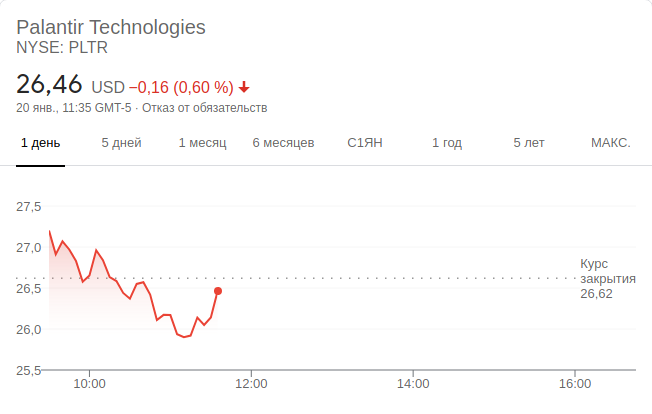 Palantir Technologies
NYSE: PLTR
26,46 USD −0,16 (0,60 %)
20 янв., 11:35 GMT-5 · Отказ от обязательств
1 день 5 дней 1 месяц 6 месяцев С1ЯН 1 год 5 лет МАКС.
27,5
27,0
26,5
26,0
25,5
Курс
закрытия
26,62
10:00 12:00 14:00 16:00